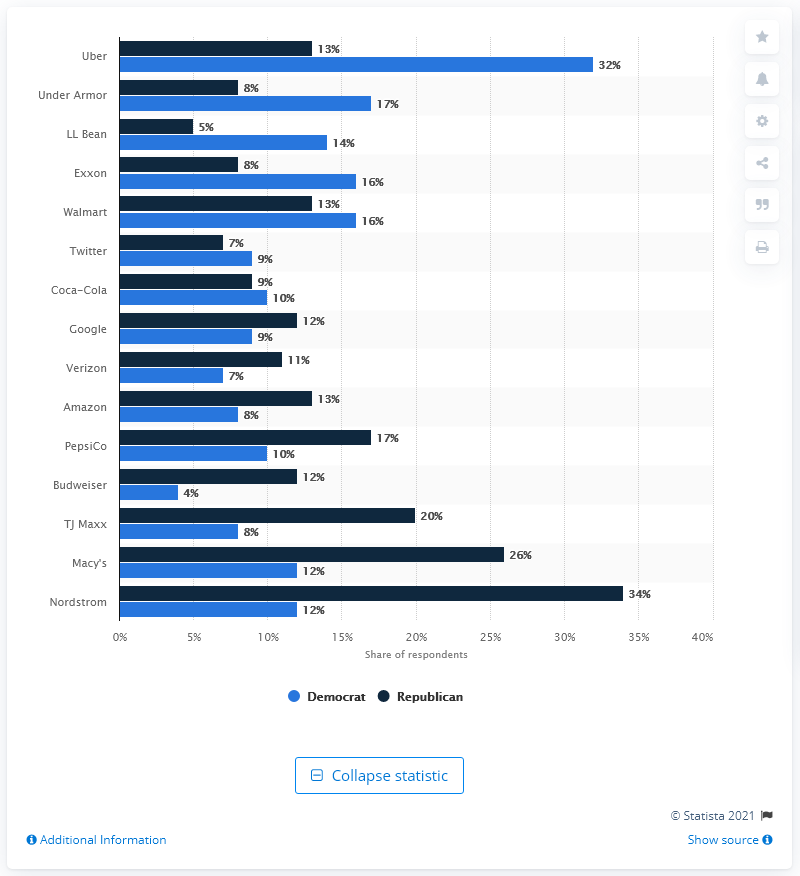 Uber
13%
32%
Under Armor
8%
17%
LL Bean
5%
14%
Exxon
8%
16%
Walmart
13%
16%
Twitter
7%
9%
Coca-Cola
9%
10%
Google
12%
9%
Verizon
11%
7%
Amazon
13%
8%
PepsiCo
17%
10%
Budweiser
12%
4%
TJ Maxx
20%
8%
Macy's
26%
12%
Nordstrom
34%
12%
0% 5% 10% 15% 20% 25% 30% 35% 40%
Share of respondents
Democrat Republican
Collapse statistic
© Statista 2021
Additional Information Show source